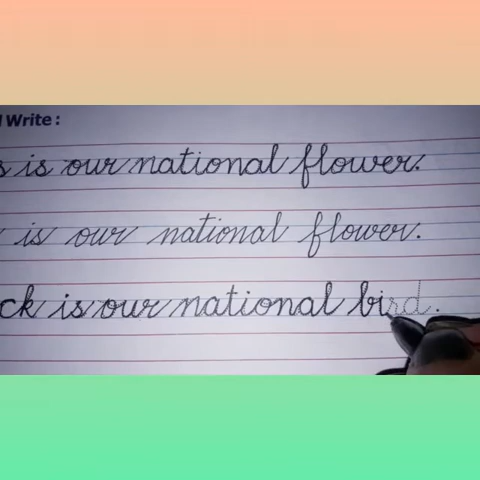 Write :
s is our national flower.
is our national flower.
ck is our national bird.